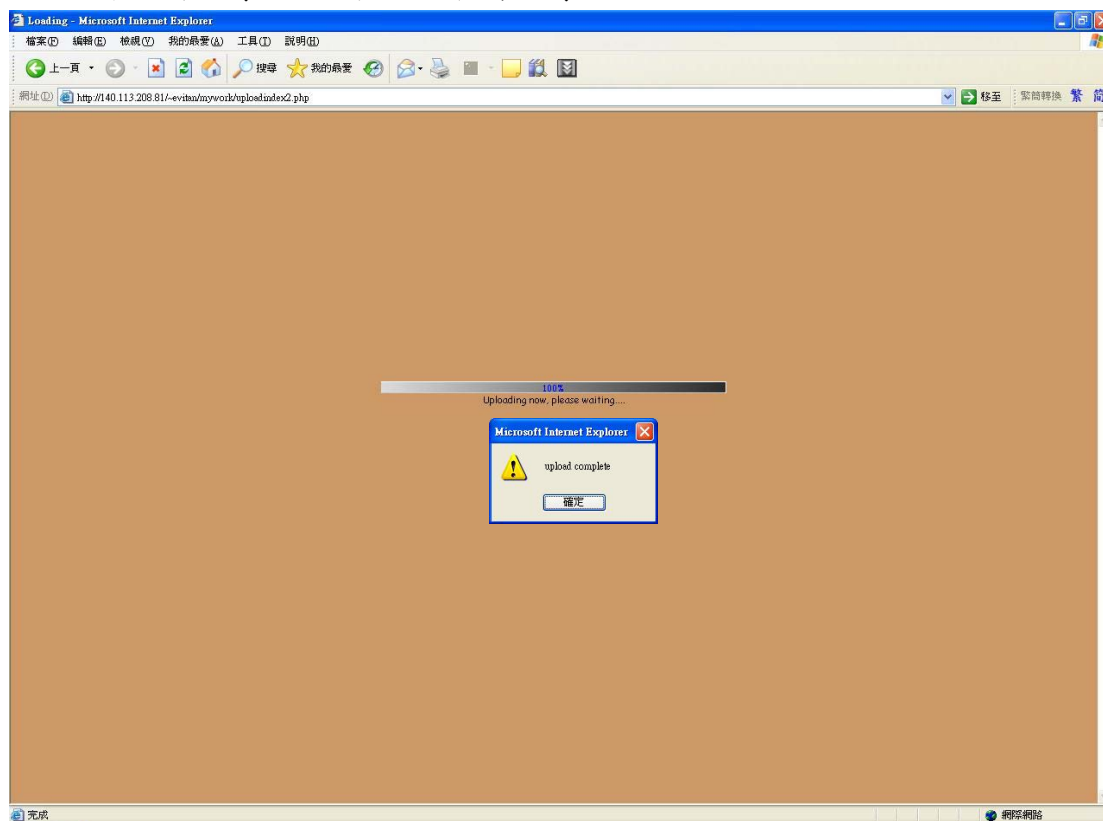 Loading - Microsoft Internet Explorer
檔案(F) 編輯(E) 檢視(V) 我的最愛(A) 工具(T) 說明(H)
上一頁 搜尋 我的最愛
網址(D) http://140.113.208.81/~evitan/mywork/uploadindex2.php 移至 繁簡轉換 繁 簡
100%
Uploading now, please waiting....
Microsoft Internet Explorer
upload complete
確定
完成 網際網路